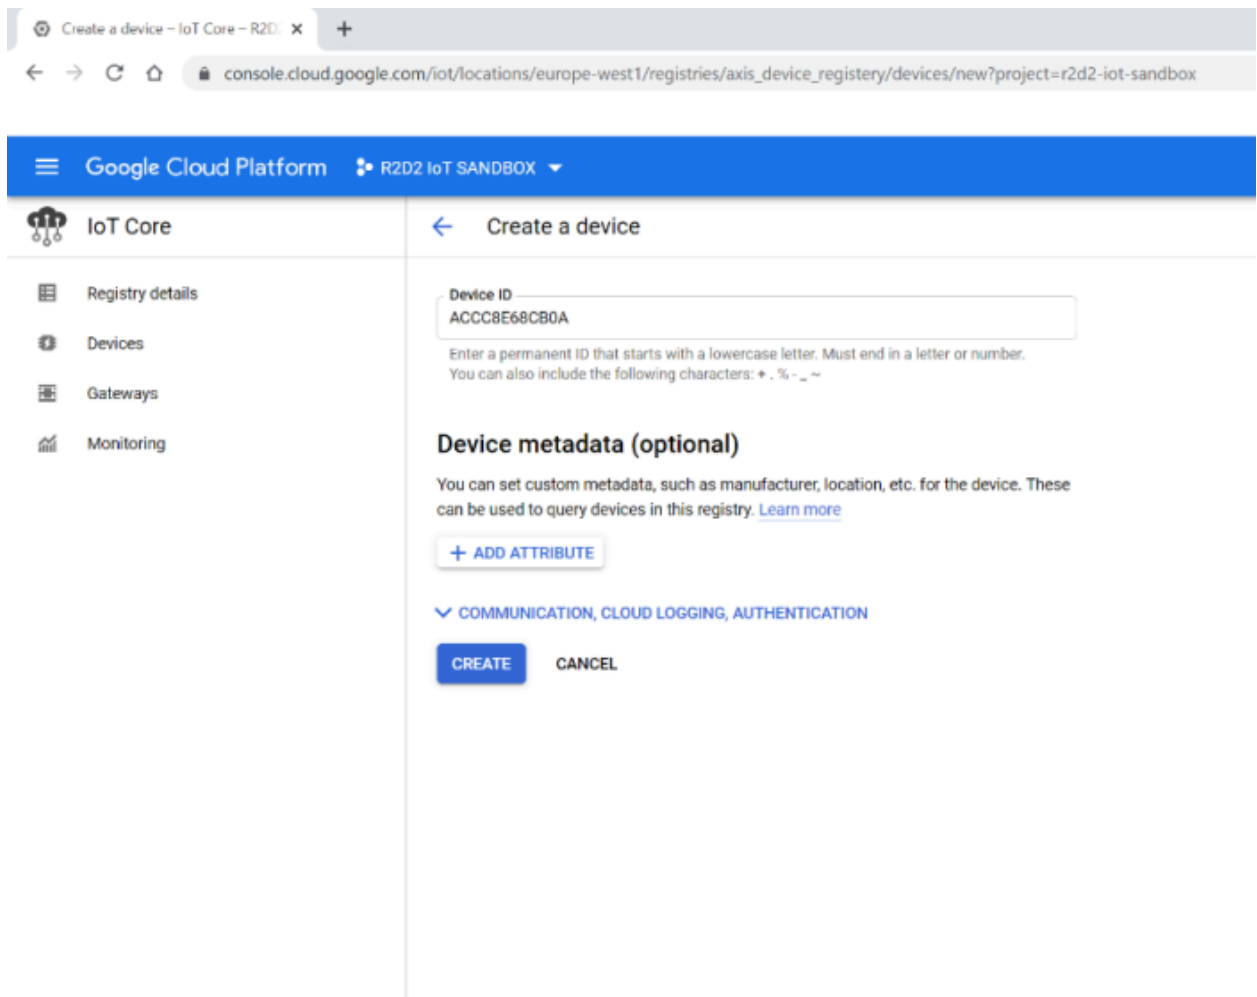 Create a device – IoT Core – R2D
console.cloud.google.com/iot/locations/europe-west1/registries/axis_device_registery/devices/new?project=r2d2-iot-sandbox
Google Cloud Platform R2D2 IoT SANDBOX
IoT Core
Create a device
Registry details
Devices
Gateways
Monitoring
Device ID
ACCC8E68CB0A
Enter a permanent ID that starts with a lowercase letter. Must end in a letter or number.
You can also include the following characters: + . % - _ ~
Device metadata (optional)
You can set custom metadata, such as manufacturer, location, etc. for the device. These
can be used to query devices in this registry. Learn more
+ ADD ATTRIBUTE
COMMUNICATION, CLOUD LOGGING, AUTHENTICATION
CREATE CANCEL